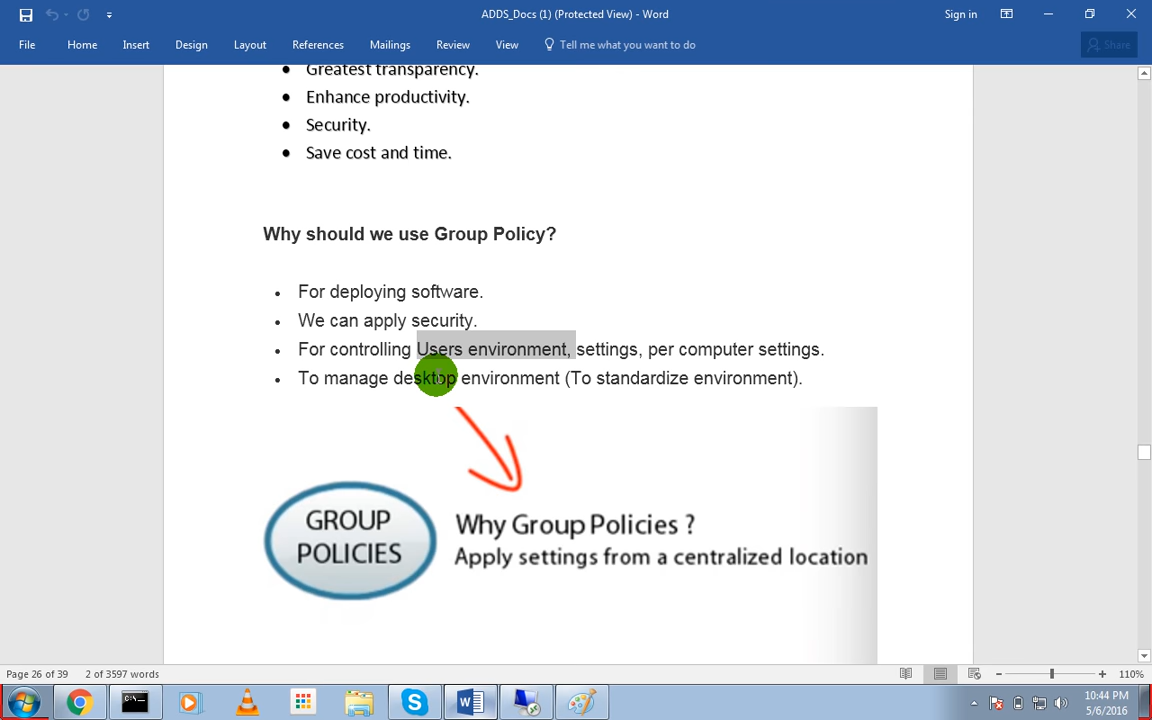 ADDS_Docs (1) (Protected View) - Word
Sign in
File Home Insert Design Layout References Mailings Review View Tell me what you want to do Share
• Greatest transparency.
• Enhance productivity.
• Security.
• Save cost and time.
Why should we use Group Policy?
• For deploying software.
• We can apply security.
• For controlling Users environment, settings, per computer settings.
• To manage desktop environment (To standardize environment).
GROUP
POLICIES
Why Group Policies ?
Apply settings from a centralized location
Page 26 of 39 2 of 3597 words
110%
10:44 PM
5/6/2016